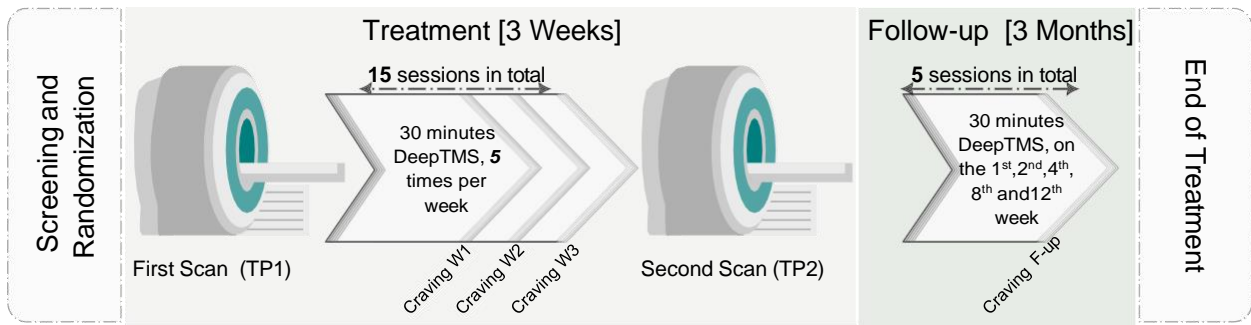 Screening and
Randomization
Treatment [3 Weeks]
15 sessions in total
30 minutes
DeepTMS, 5
times per
week
First Scan (TP1)
Craving W1
Craving W2
Craving W3
Second Scan (TP2)
Follow-up [3 Months]
5 sessions in total
30 minutes
DeepTMS, on
the 1st,2nd,4th,
8th and12th
week
Craving F-up
End of Treatment